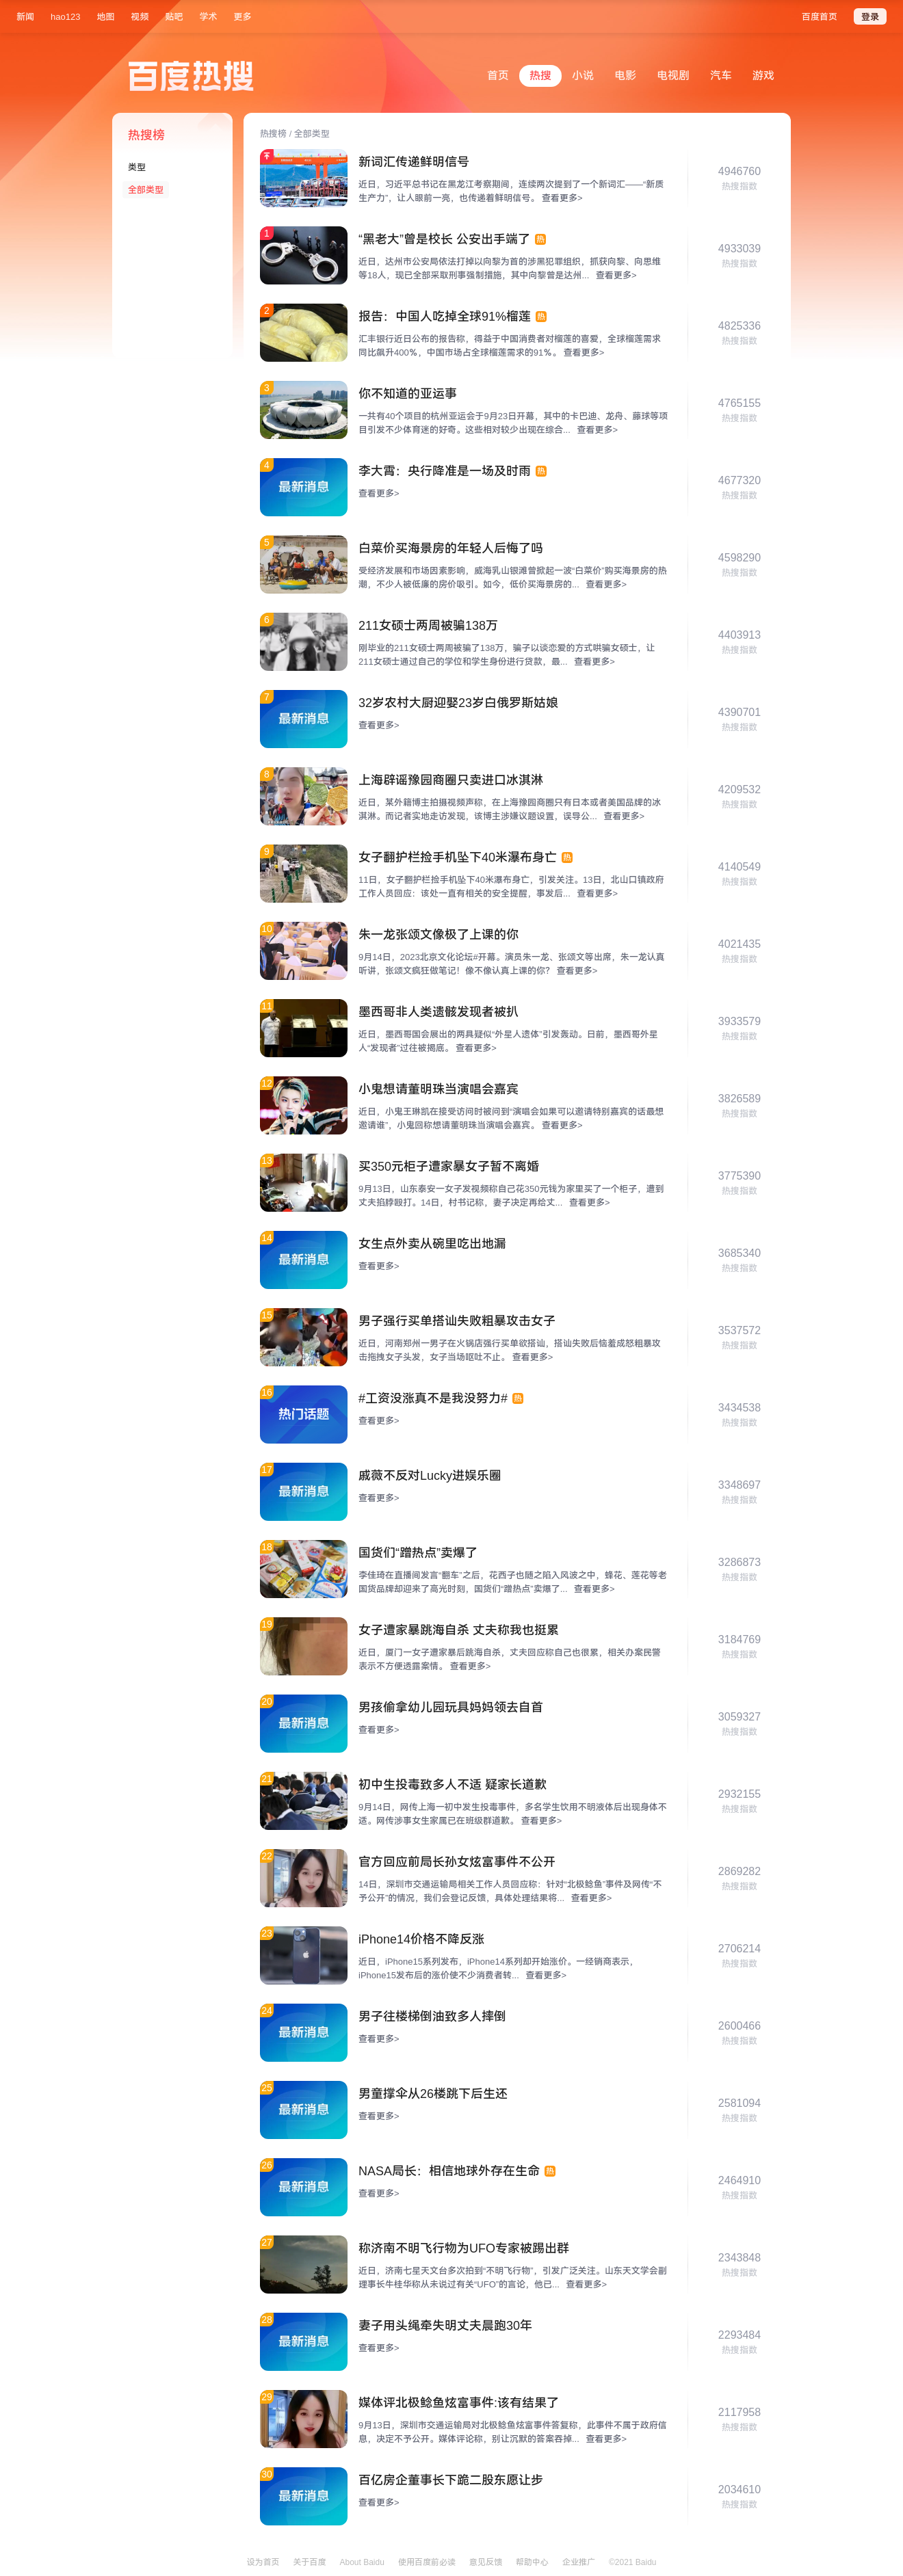 新闻 hao123 地图 视频 贴吧 学术 更多 百度首页 登录
百度热搜
首页 热搜 小说 电影 电视剧 汽车 游戏
热搜榜
类型
全部类型
热搜榜 / 全部类型
新词汇传递鲜明信号
近日，习近平总书记在黑龙江考察期间，连续两次提到了一个新词汇——“新质
生产力”，让人眼前一亮，也传递着鲜明信号。 查看更多>
4946760
热搜指数
1
“黑老大”曾是校长 公安出手端了 热
近日，达州市公安局依法打掉以向黎为首的涉黑犯罪组织，抓获向黎、向思维
等18人，现已全部采取刑事强制措施，其中向黎曾是达州... 查看更多>
4933039
热搜指数
2
报告：中国人吃掉全球91%榴莲 热
汇丰银行近日公布的报告称，得益于中国消费者对榴莲的喜爱，全球榴莲需求
同比飙升400%，中国市场占全球榴莲需求的91%。 查看更多>
4825336
热搜指数
3
你不知道的亚运事
一共有40个项目的杭州亚运会于9月23日开幕，其中的卡巴迪、龙舟、藤球等项
目引发不少体育迷的好奇。这些相对较少出现在综合... 查看更多>
4765155
热搜指数
4
最新消息
李大霄：央行降准是一场及时雨 热
查看更多>
4677320
热搜指数
5
白菜价买海景房的年轻人后悔了吗
受经济发展和市场因素影响，威海乳山银滩曾掀起一波“白菜价”购买海景房的热
潮，不少人被低廉的房价吸引。如今，低价买海景房的... 查看更多>
4598290
热搜指数
6
211女硕士两周被骗138万
刚毕业的211女硕士两周被骗了138万，骗子以谈恋爱的方式哄骗女硕士，让
211女硕士通过自己的学位和学生身份进行贷款，最... 查看更多>
4403913
热搜指数
7
最新消息
32岁农村大厨迎娶23岁白俄罗斯姑娘
查看更多>
4390701
热搜指数
8
上海辟谣豫园商圈只卖进口冰淇淋
近日，某外籍博主拍摄视频声称，在上海豫园商圈只有日本或者美国品牌的冰
淇淋。而记者实地走访发现，该博主涉嫌议题设置，误导公... 查看更多>
4209532
热搜指数
9
女子翻护栏捡手机坠下40米瀑布身亡 热
11日，女子翻护栏捡手机坠下40米瀑布身亡，引发关注。13日，北山口镇政府
工作人员回应：该处一直有相关的安全提醒，事发后... 查看更多>
4140549
热搜指数
10
朱一龙张颂文像极了上课的你
9月14日，2023北京文化论坛#开幕。演员朱一龙、张颂文等出席，朱一龙认真
听讲，张颂文疯狂做笔记！像不像认真上课的你？ 查看更多>
4021435
热搜指数
11
墨西哥非人类遗骸发现者被扒
近日，墨西哥国会展出的两具疑似“外星人遗体”引发轰动。日前，墨西哥外星
人“发现者”过往被揭底。 查看更多>
3933579
热搜指数
12
小鬼想请董明珠当演唱会嘉宾
近日，小鬼王琳凯在接受访问时被问到“演唱会如果可以邀请特别嘉宾的话最想
邀请谁”，小鬼回称想请董明珠当演唱会嘉宾。 查看更多>
3826589
热搜指数
13
买350元柜子遭家暴女子暂不离婚
9月13日，山东泰安一女子发视频称自己花350元钱为家里买了一个柜子，遭到
丈夫掐脖殴打。14日，村书记称，妻子决定再给丈... 查看更多>
3775390
热搜指数
14
最新消息
女生点外卖从碗里吃出地漏
查看更多>
3685340
热搜指数
15
男子强行买单搭讪失败粗暴攻击女子
近日，河南郑州一男子在火锅店强行买单欲搭讪，搭讪失败后恼羞成怒粗暴攻
击拖拽女子头发，女子当场呕吐不止。 查看更多>
3537572
热搜指数
16
热门话题
#工资没涨真不是我没努力# 热
查看更多>
3434538
热搜指数
17
最新消息
戚薇不反对Lucky进娱乐圈
查看更多>
3348697
热搜指数
18
国货们“蹭热点”卖爆了
李佳琦在直播间发言“翻车”之后，花西子也随之陷入风波之中，蜂花、莲花等老
国货品牌却迎来了高光时刻，国货们“蹭热点”卖爆了... 查看更多>
3286873
热搜指数
19
女子遭家暴跳海自杀 丈夫称我也挺累
近日，厦门一女子遭家暴后跳海自杀，丈夫回应称自己也很累，相关办案民警
表示不方便透露案情。 查看更多>
3184769
热搜指数
20
最新消息
男孩偷拿幼儿园玩具妈妈领去自首
查看更多>
3059327
热搜指数
21
初中生投毒致多人不适 疑家长道歉
9月14日，网传上海一初中发生投毒事件，多名学生饮用不明液体后出现身体不
适。网传涉事女生家属已在班级群道歉。 查看更多>
2932155
热搜指数
22
官方回应前局长孙女炫富事件不公开
14日，深圳市交通运输局相关工作人员回应称：针对“北极鲶鱼”事件及网传“不
予公开”的情况，我们会登记反馈，具体处理结果将... 查看更多>
2869282
热搜指数
23
iPhone14价格不降反涨
近日，iPhone15系列发布，iPhone14系列却开始涨价。一经销商表示，
iPhone15发布后的涨价使不少消费者转... 查看更多>
2706214
热搜指数
24
最新消息
男子往楼梯倒油致多人摔倒
查看更多>
2600466
热搜指数
25
最新消息
男童撑伞从26楼跳下后生还
查看更多>
2581094
热搜指数
26
最新消息
NASA局长：相信地球外存在生命 热
查看更多>
2464910
热搜指数
27
称济南不明飞行物为UFO专家被踢出群
近日，济南七星天文台多次拍到“不明飞行物”，引发广泛关注。山东天文学会副
理事长牛桂华称从未说过有关“UFO”的言论，他已... 查看更多>
2343848
热搜指数
28
最新消息
妻子用头绳牵失明丈夫晨跑30年
查看更多>
2293484
热搜指数
29
媒体评北极鲶鱼炫富事件:该有结果了
9月13日，深圳市交通运输局对北极鲶鱼炫富事件答复称，此事件不属于政府信
息，决定不予公开。媒体评论称，别让沉默的答案吞掉... 查看更多>
2117958
热搜指数
30
最新消息
百亿房企董事长下跪二股东愿让步
查看更多>
2034610
热搜指数
设为首页 关于百度 About Baidu 使用百度前必读 意见反馈 帮助中心 企业推广 ©2021 Baidu